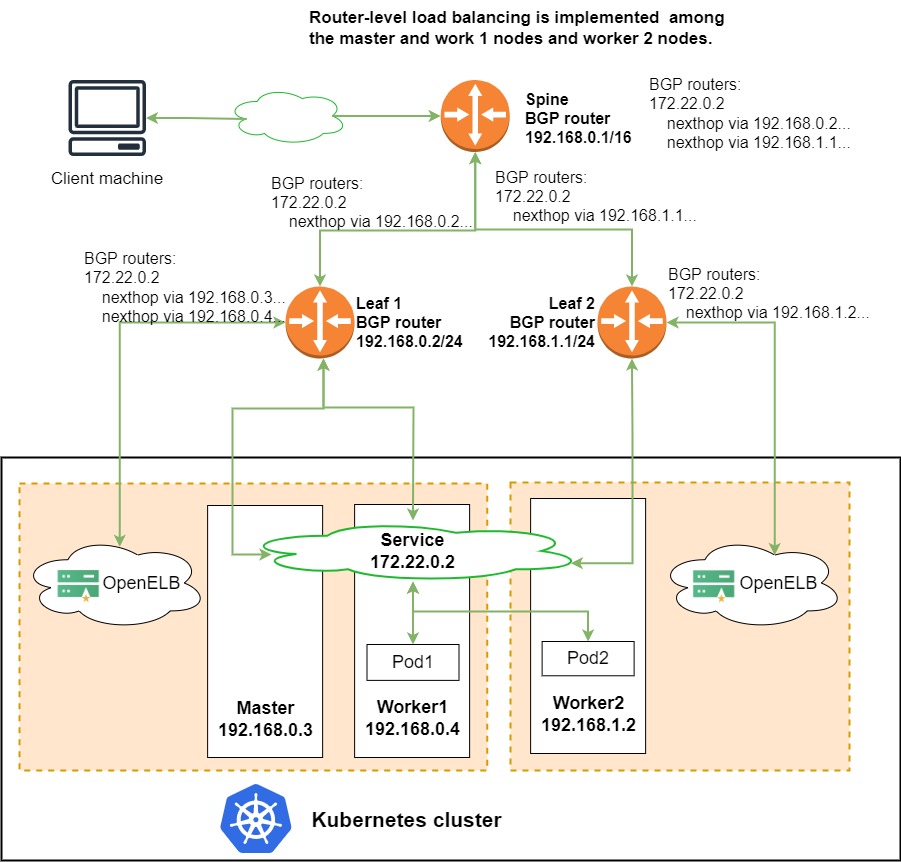 Router-level load balancing is implemented  among
the master and work 1 nodes and worker 2 nodes.
Spine
BGP router
192.168.0.1/16
BGP routers:
172.22.0.2
nexthop via 192.168.0.2...
nexthop via 192.168.1.1...
Client machine
BGP routers:
172.22.0.2
nexthop via 192.168.0.2...
BGP routers:
172.22.0.2
nexthop via 192.168.1.1...
BGP routers:
172.22.0.2
nexthop via 192.168.0.3...
nexthop via 192.168.0.4...
Leaf 1
BGP router
192.168.0.2/24
Leaf 2
BGP router
192.168.1.1/24
BGP routers:
172.22.0.2
nexthop via 192.168.1.2...
Service
172.22.0.2
OpenELB
OpenELB
Pod1
Pod2
Master
192.168.0.3
Worker1
192.168.0.4
Worker2
192.168.1.2
Kubernetes cluster